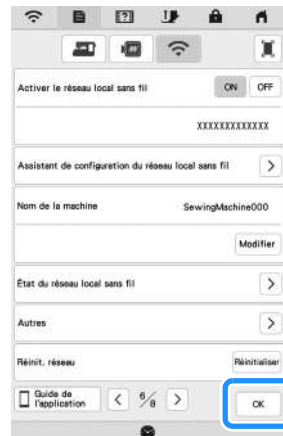 Activer le réseau local sans fil
ON OFF
XXXXXXXXXXXXX
Assistant de configuration du réseau local sans fil
Nom de la machine SewingMachine000
Modifier
État du réseau local sans fil
Autres
Réinit. réseau Réinitialiser
Guide de l'application
6/8
OK